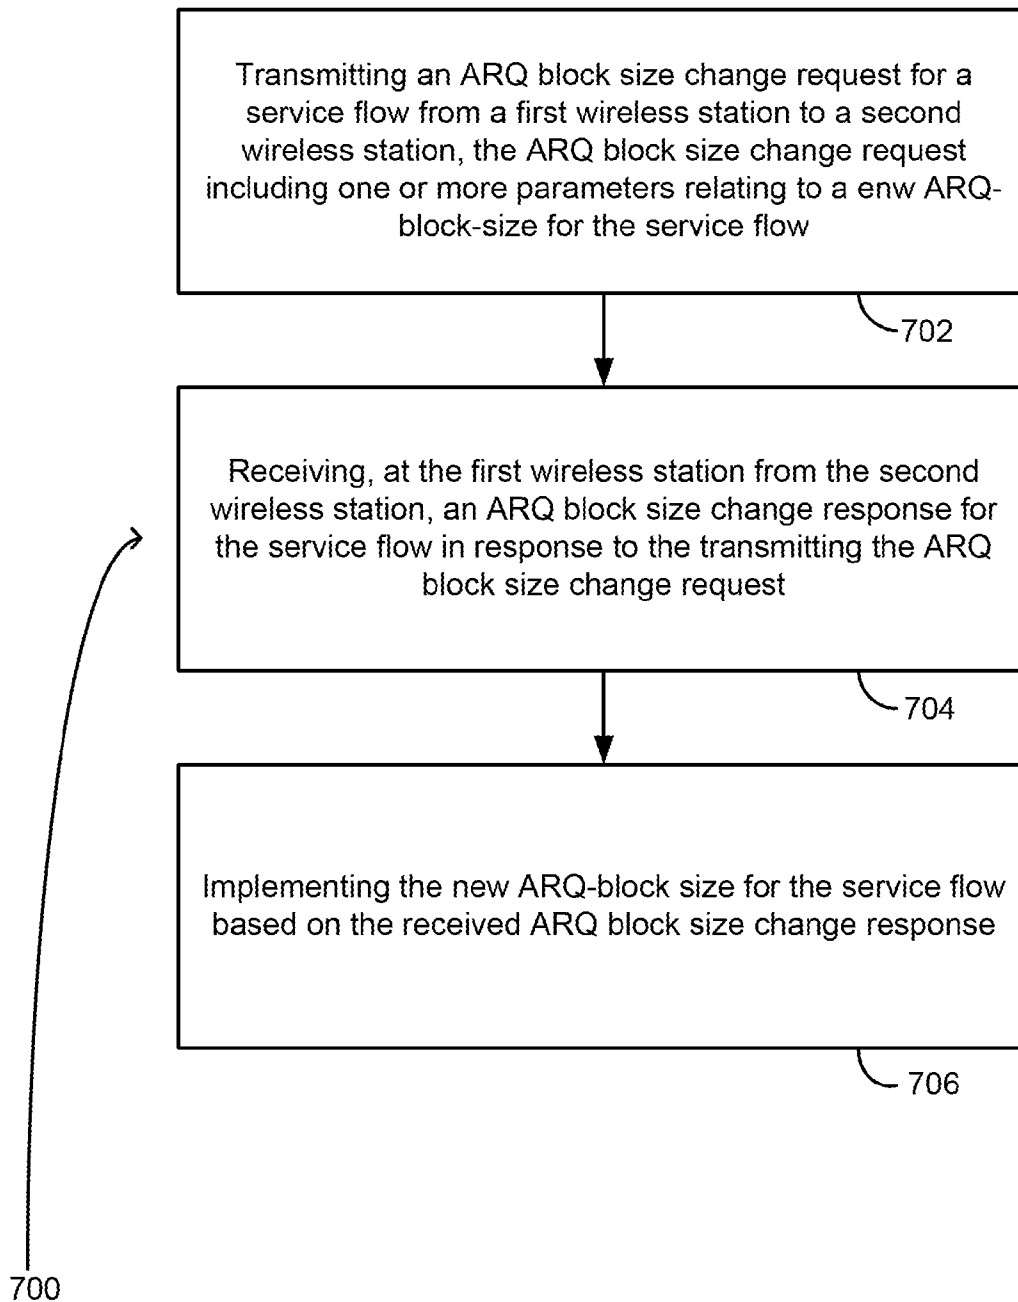 Transmitting an ARQ block size change request for a
service flow from a first wireless station to a second
wireless station, the ARQ block size change request
including one or more parameters relating to a enw ARQ-
block-size for the service flow
702
Receiving, at the first wireless station from the second
wireless station, an ARQ block size change response for
the service flow in response to the transmitting the ARQ
block size change request
704
Implementing the new ARQ-block size for the service flow
based on the received ARQ block size change response
706
700